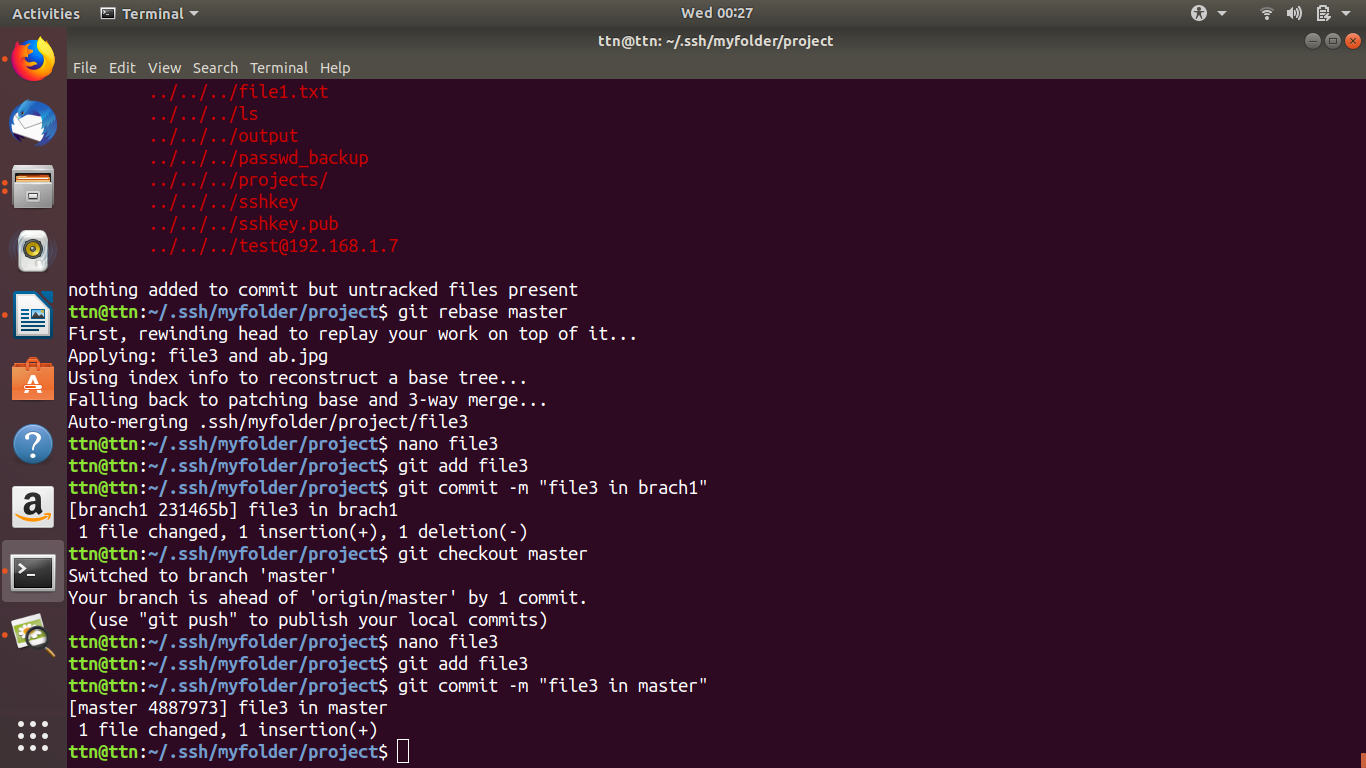 Activities Terminal Wed 00:27
ttn@ttn: ~/.ssh/myfolder/project
File Edit View Search Terminal Help
../../../file1.txt
../../../ls
../../../output
../../../passwd_backup
../../../projects/
../../../sshkey
../../../sshkey.pub
../../../test@192.168.1.7
nothing added to commit but untracked files present
ttn@ttn:~/.ssh/myfolder/project$ git rebase master
First, rewinding head to replay your work on top of it...
Applying: file3 and ab.jpg
Using index info to reconstruct a base tree...
Falling back to patching base and 3-way merge...
Auto-merging .ssh/myfolder/project/file3
ttn@ttn:~/.ssh/myfolder/project$ nano file3
ttn@ttn:~/.ssh/myfolder/project$ git add file3
ttn@ttn:~/.ssh/myfolder/project$ git commit -m "file3 in brach1"
[branch1 231465b] file3 in brach1
 1 file changed, 1 insertion(+), 1 deletion(-)
ttn@ttn:~/.ssh/myfolder/project$ git checkout master
Switched to branch 'master'
Your branch is ahead of 'origin/master' by 1 commit.
  (use "git push" to publish your local commits)
ttn@ttn:~/.ssh/myfolder/project$ nano file3
ttn@ttn:~/.ssh/myfolder/project$ git add file3
ttn@ttn:~/.ssh/myfolder/project$ git commit -m "file3 in master"
[master 4887973] file3 in master
 1 file changed, 1 insertion(+)
ttn@ttn:~/.ssh/myfolder/project$